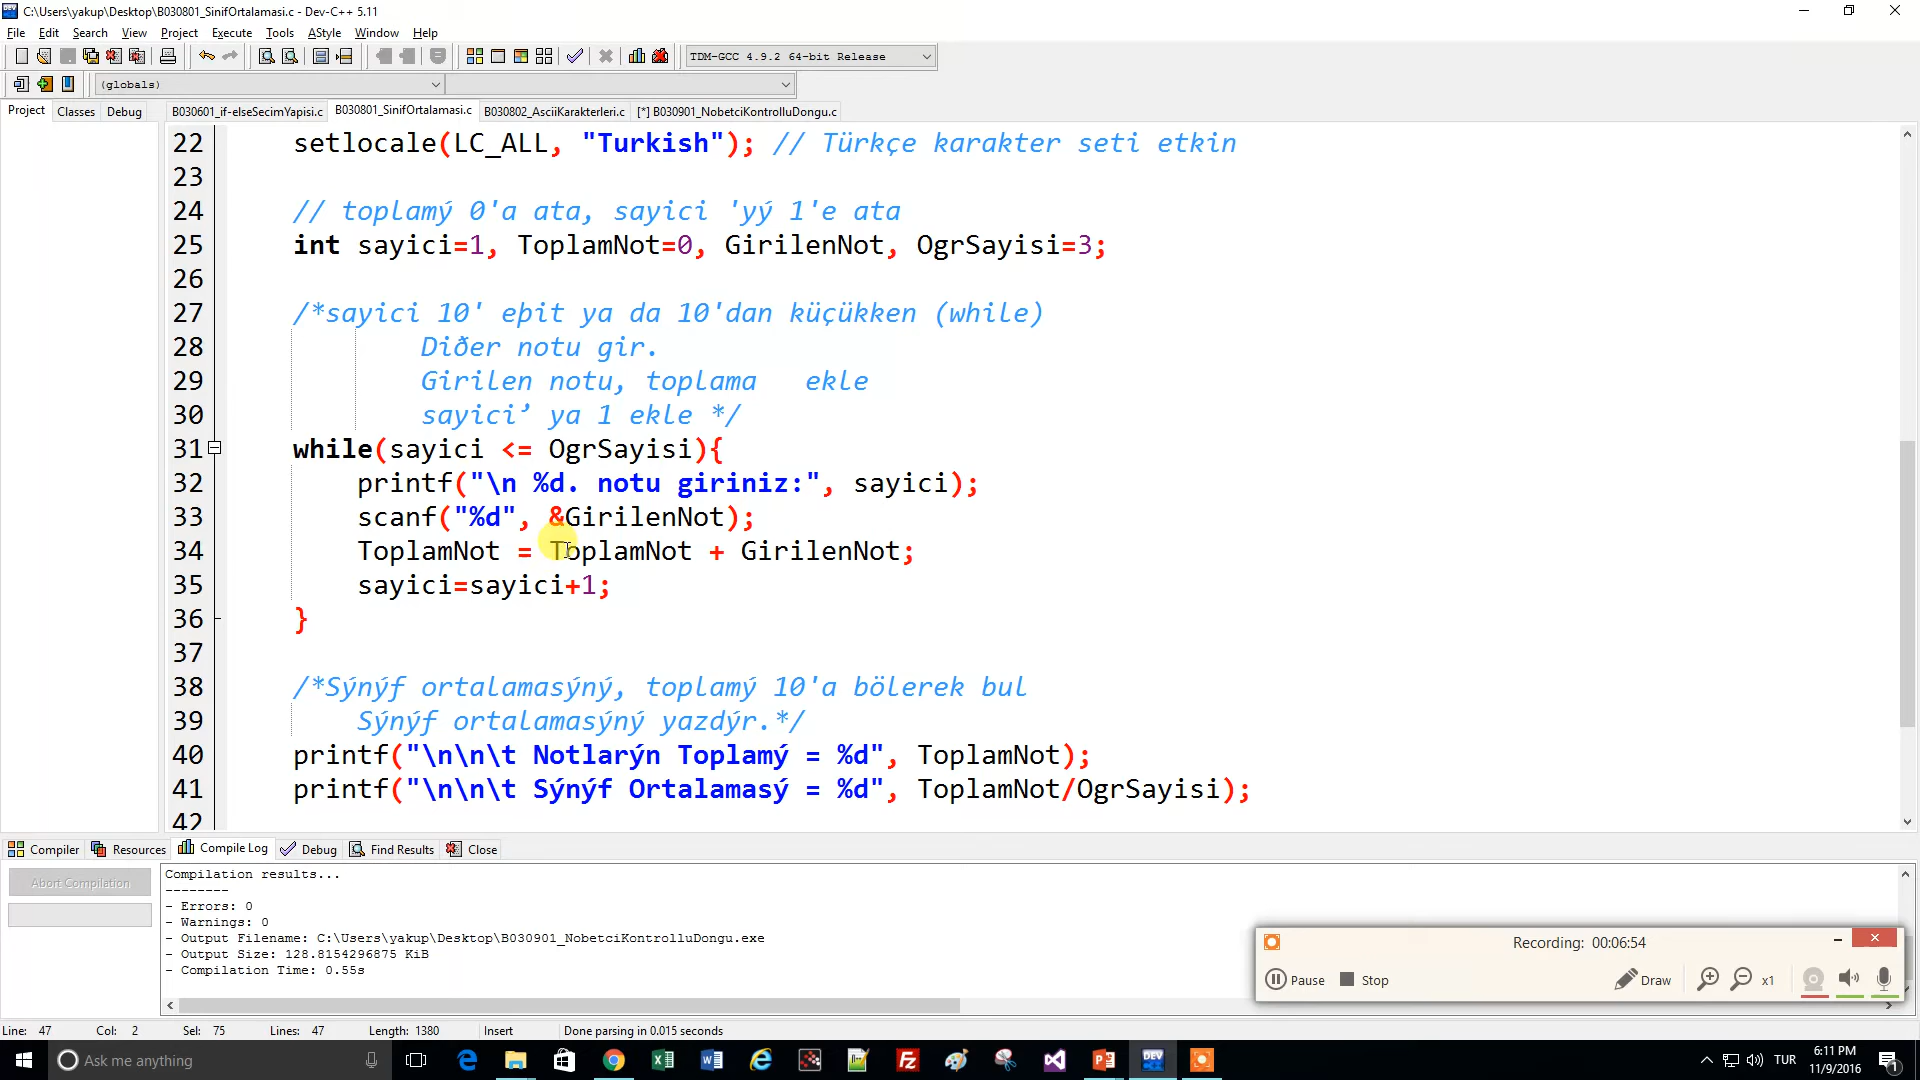 C:\Users\yakup\Desktop\B030801_SinifOrtalamasi.c - Dev-C++ 5.11
File Edit Search View Project Execute Tools AStyle Window Help
TDM-GCC 4.9.2 64-bit Release
(globals)
Project Classes Debug B030601_if-elseSecimYapisi.c B030801_SinifOrtalamasi.c B030802_AsciiKarakterleri.c [*] B030901_NobetciKontrolluDongu.c
22 setlocale(LC_ALL, "Turkish"); // Türkçe karakter seti etkin
23
24 // toplamý 0'a ata, sayici 'yý 1'e ata
25 int sayici=1, ToplamNot=0, GirilenNot, OgrSayisi=3;
26
27 /*sayici 10' eþit ya da 10'dan küçükken (while)
28 Diðer notu gir.
29 Girilen notu, toplama ekle
30 sayici’ ya 1 ekle */
31 while(sayici <= OgrSayisi){
32 printf("\n %d. notu giriniz:", sayici);
33 scanf("%d", &GirilenNot);
34 ToplamNot = ToplamNot + GirilenNot;
35 sayici=sayici+1;
36 }
37
38 /*Sýnýf ortalamasýný, toplamý 10'a bölerek bul
39 Sýnýf ortalamasýný yazdýr.*/
40 printf("\n\n\t Notlarýn Toplamý = %d", ToplamNot);
41 printf("\n\n\t Sýnýf Ortalamasý = %d", ToplamNot/OgrSayisi);
42
Compiler Resources Compile Log Debug Find Results Close
Abort Compilation
Compilation results...
--------
- Errors: 0
- Warnings: 0
- Output Filename: C:\Users\yakup\Desktop\B030901_NobetciKontrolluDongu.exe
- Output Size: 128.8154296875 KiB
- Compilation Time: 0.55s
Recording: 00:06:54
Pause Stop Draw x1
Line: 47 Col: 2 Sel: 75 Lines: 47 Length: 1380 Insert Done parsing in 0.015 seconds
Ask me anything
TUR
6:11 PM
11/9/2016
1